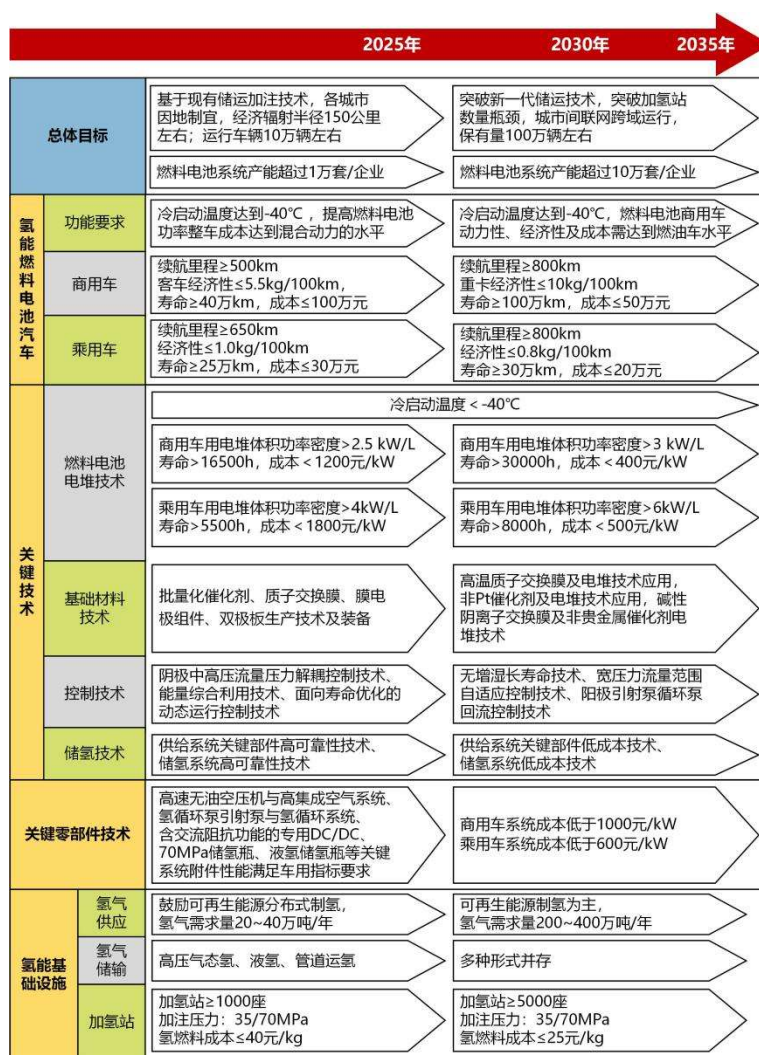 2025年
2030年
2035年
总体目标
基于现有储运加注技术，各城市
因地制宜，经济辐射半径150公里
左右；运行车辆10万辆左右
突破新一代储运技术，突破加氢站
数量瓶颈，城市间联网跨域运行，
保有量100万辆左右
燃料电池系统产能超过1万套/企业
燃料电池系统产能超过10万套/企业
氢能燃料电池汽车
功能要求
冷启动温度达到-40℃ ，提高燃料电池
功率整车成本达到混合动力的水平
冷启动温度达到-40℃，燃料电池商用车
动力性、经济性及成本需达到燃油车水平
商用车
续航里程≥500km
客车经济性≤5.5kg/100km，
寿命≥40万km，成本≤100万元
续航里程≥800km
重卡经济性≤10kg/100km
寿命≥100万km，成本≤50万元
乘用车
续航里程≥650km
经济性≤1.0kg/100km
寿命≥25万km，成本≤30万元
续航里程≥800km
经济性≤0.8kg/100km
寿命≥30万km，成本≤20万元
关键技术
燃料电池
电堆技术
冷启动温度＜-40℃
商用车用电堆体积功率密度>2.5 kW/L
寿命>16500h，成本＜1200元/kW
商用车用电堆体积功率密度>3 kW/L
寿命>30000h，成本＜400元/kW
乘用车用电堆体积功率密度>4kW/L
寿命>5500h，成本＜1800元/kW
乘用车用电堆体积功率密度>6kW/L
寿命>8000h，成本＜500元/kW
基础材料
技术
批量化催化剂、质子交换膜、膜电
极组件、双极板生产技术及装备
高温质子交换膜及电堆技术应用，
非Pt催化剂及电堆技术应用，碱性
阴离子交换膜及非贵金属催化剂电
堆技术
控制技术
阴极中高压流量压力解耦控制技术、
能量综合利用技术、面向寿命优化的
动态运行控制技术
无增湿长寿命技术、宽压力流量范围
自适应控制技术、阳极引射泵循环泵
回流控制技术
储氢技术
供给系统关键部件高可靠性技术、
储氢系统高可靠性技术
供给系统关键部件低成本技术、
储氢系统低成本技术
关键零部件技术
高速无油空压机与高集成空气系统、
氢循环泵引射泵与氢循环系统、
含交流阻抗功能的专用DC/DC、
70MPa储氢瓶、液氢储氢瓶等关键
系统附件性能满足车用指标要求
商用车系统成本低于1000元/kW
乘用车系统成本低于600元/kW
氢能基
础设施
氢气
供应
鼓励可再生能源分布式制氢，
氢气需求量20~40万吨/年
可再生能源制氢为主，
氢气需求量200~400万吨/年
氢气
储输
高压气态氢、液氢、管道运氢
多种形式并存
加氢站
加氢站≥1000座
加注压力：35/70MPa
氢燃料成本≤40元/kg
加氢站≥5000座
加注压力：35/70MPa
氢燃料成本≤25元/kg